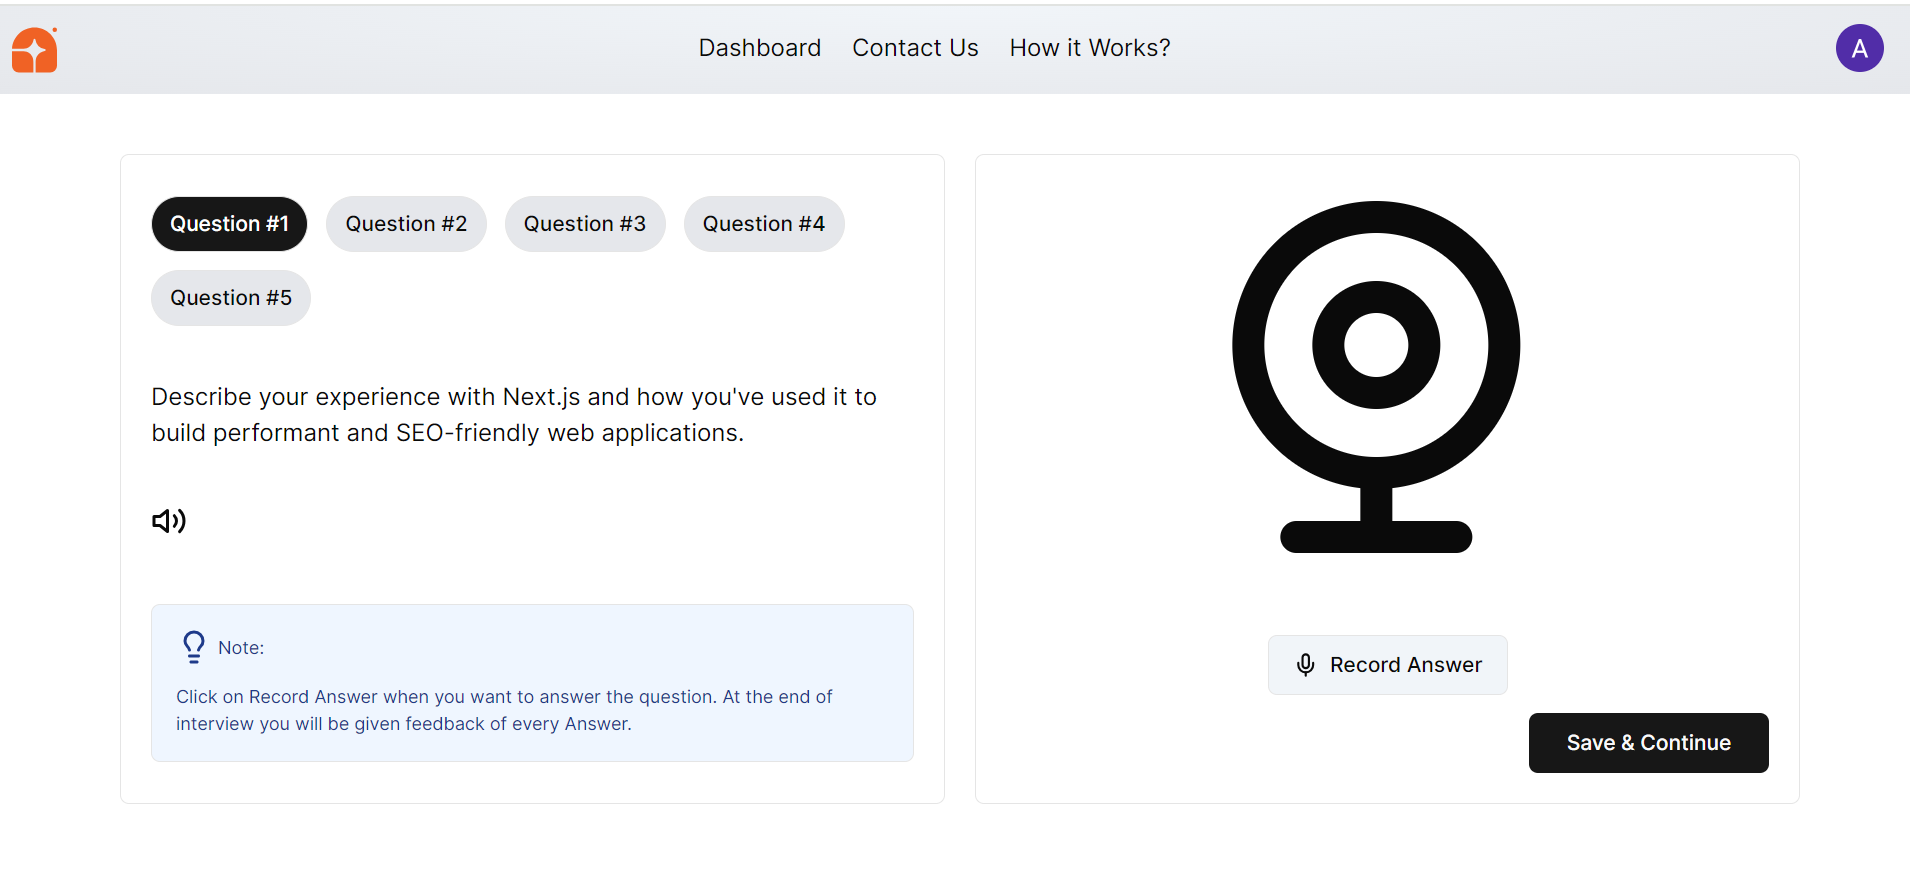 Dashboard Contact Us How it Works?
A
Question #1 Question #2 Question #3 Question #4
Question #5
Describe your experience with Next.js and how you've used it to
build performant and SEO-friendly web applications.
Note:
Click on Record Answer when you want to answer the question. At the end of
interview you will be given feedback of every Answer.
Record Answer
Save & Continue